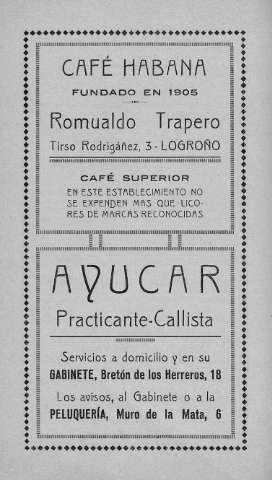 CAFÉ HABANA
FUNDADO EN 1905
Romualdo Trapero
Tirso Rodrigáñez, 3 - LOGROÑO
CAFÉ SUPERIOR
EN ESTE ESTABLECIMIENTO NO
SE EXPENDEN MAS QUE LICO-
RES DE MARCAS RECONOCIDAS
AYUCAR
Practicante-Callista
Servicios a domicilio y en su
GABINETE, Bretón de los Herreros, 18
Los avisos, al Gabinete o a la
PELUQUERÍA, Muro de la Mata, 6